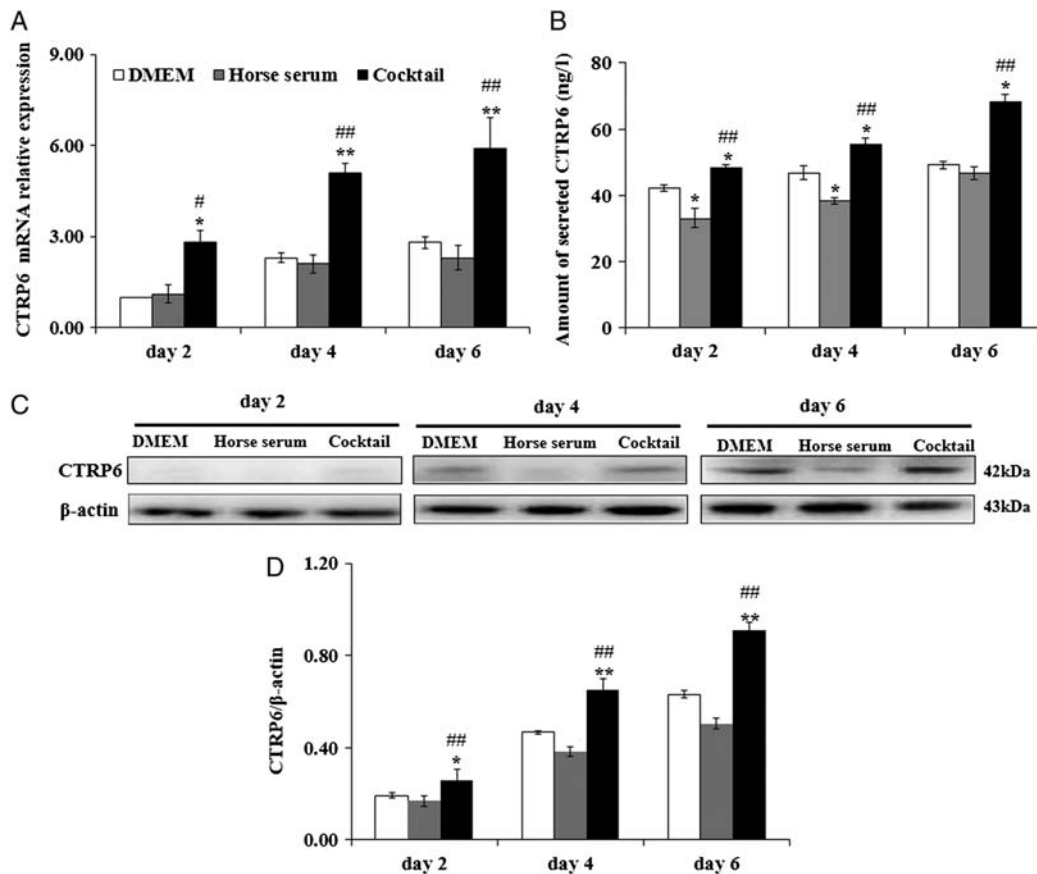 A
CTRP6 mRNA relative expression
9.00
6.00
3.00
0.00
DMEM Horse serum Cocktail
#
*
##
**
##
**
day 2 day 4 day 6
B
Amount of secreted CTRP6 (ng/l)
80
60
40
20
0
*
##
*
*
##
*
##
*
day 2 day 4 day 6
C
day 2 day 4 day 6
DMEM Horse serum Cocktail DMEM Horse serum Cocktail DMEM Horse serum Cocktail
CTRP6 42kDa
β-actin 43kDa
D
CTRP6/β-actin
1.20
0.80
0.40
0.00
##
*
##
**
##
**
day 2 day 4 day 6